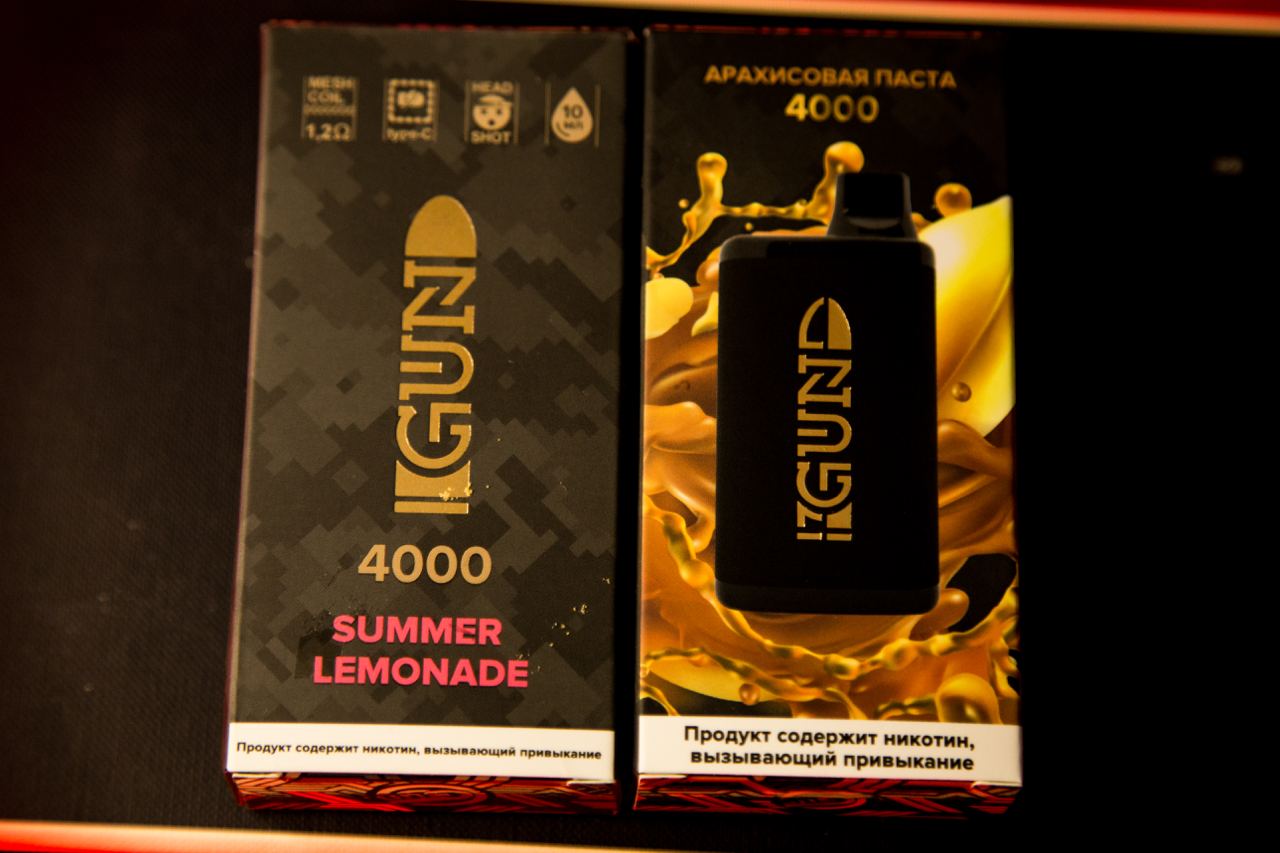 MESH
COIL
1,2Ω
type-C
HEAD
SHOT
10
МЛ
GUN
4000
SUMMER
LEMONADE
Продукт содержит никотин, вызывающий привыкание
АРАХИСОВАЯ ПАСТА
4000
GUN
Продукт содержит никотин,
вызывающий привыкание